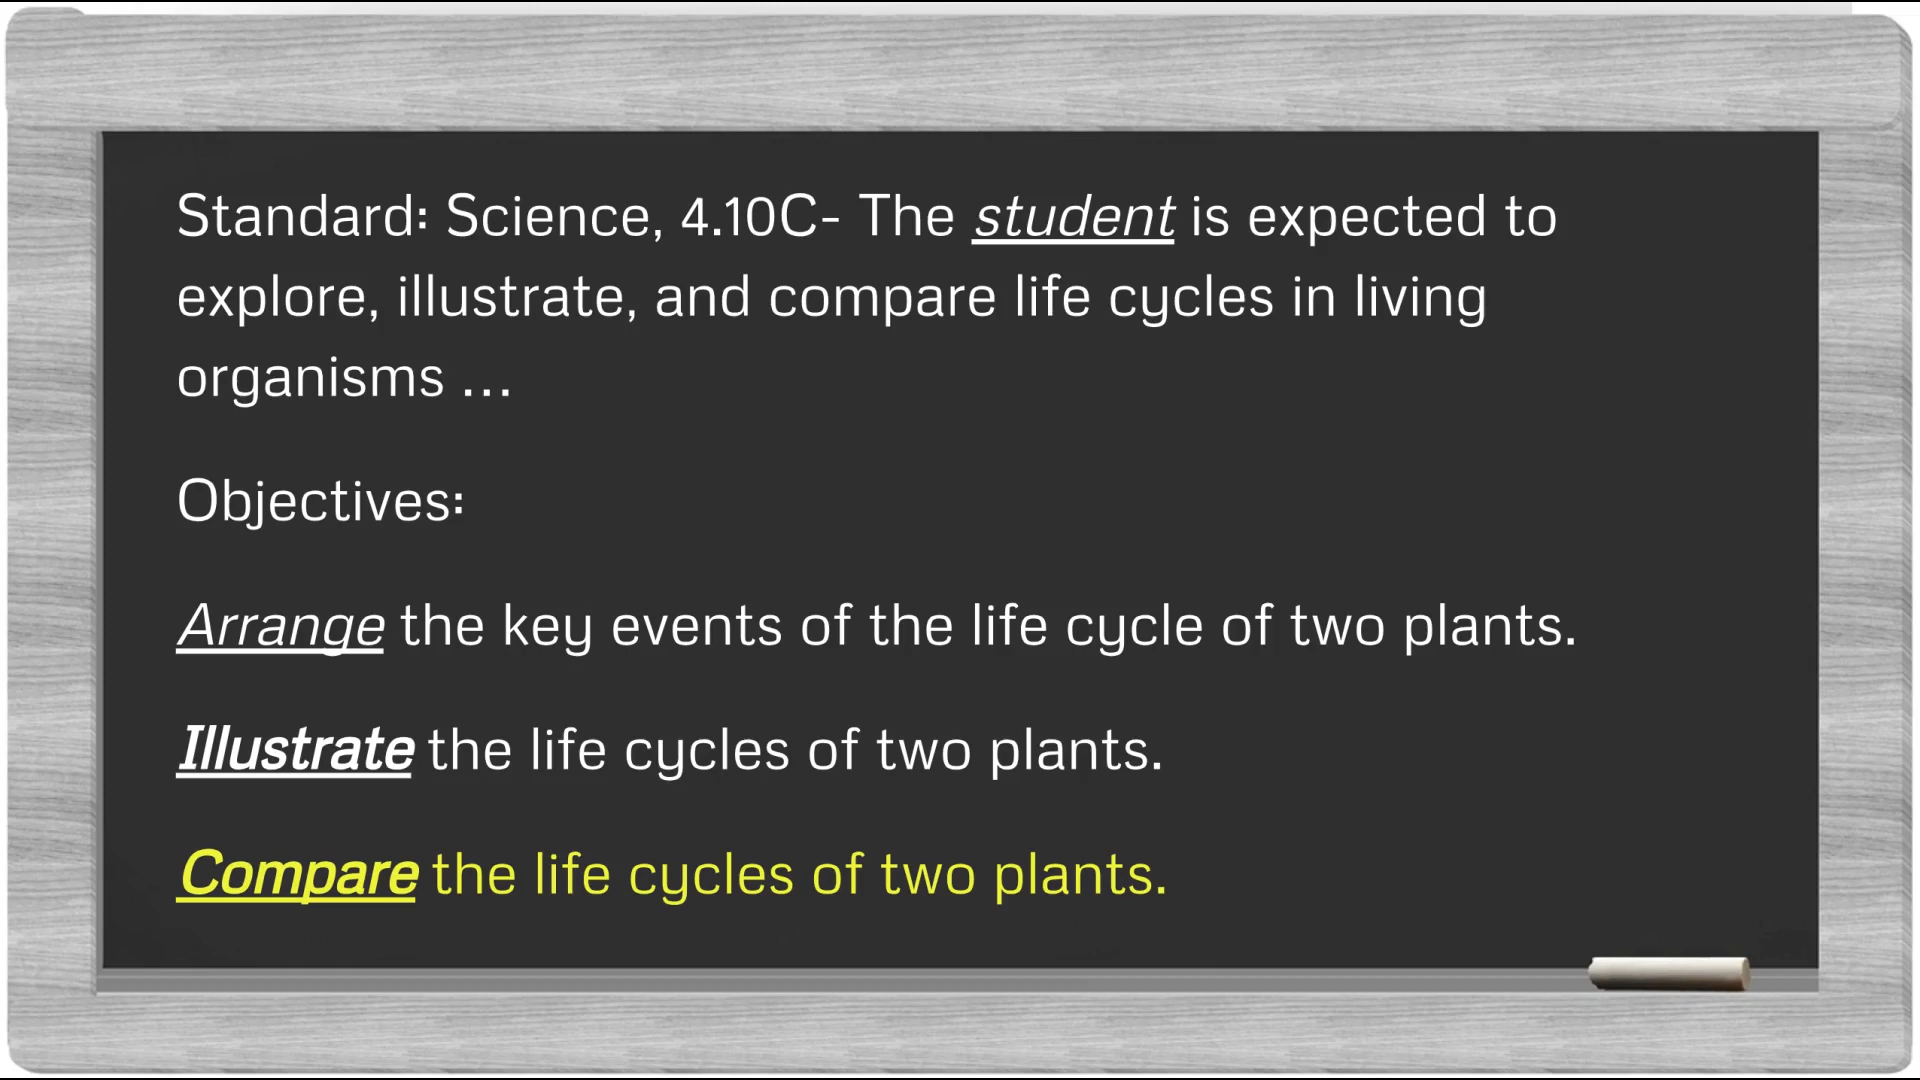 Standard: Science, 4.10C- The student is expected to
explore, illustrate, and compare life cycles in living
organisms ...
Objectives:
Arrange the key events of the life cycle of two plants.
Illustrate the life cycles of two plants.
Compare the life cycles of two plants.